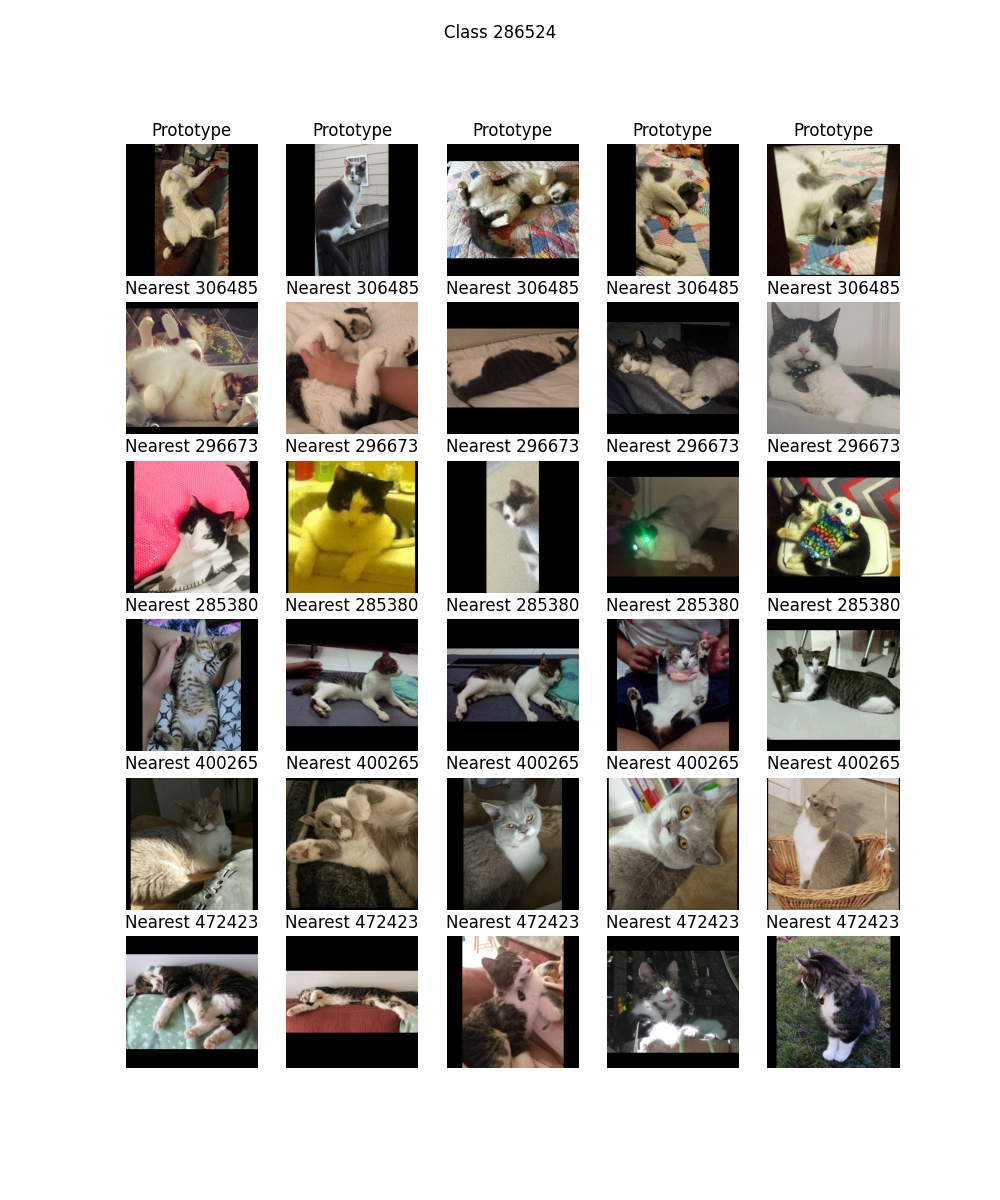 Class 286524
Prototype Prototype Prototype Prototype Prototype
Nearest 306485 Nearest 306485 Nearest 306485 Nearest 306485 Nearest 306485
Nearest 296673 Nearest 296673 Nearest 296673 Nearest 296673 Nearest 296673
Nearest 285380 Nearest 285380 Nearest 285380 Nearest 285380 Nearest 285380
Nearest 400265 Nearest 400265 Nearest 400265 Nearest 400265 Nearest 400265
Nearest 472423 Nearest 472423 Nearest 472423 Nearest 472423 Nearest 472423